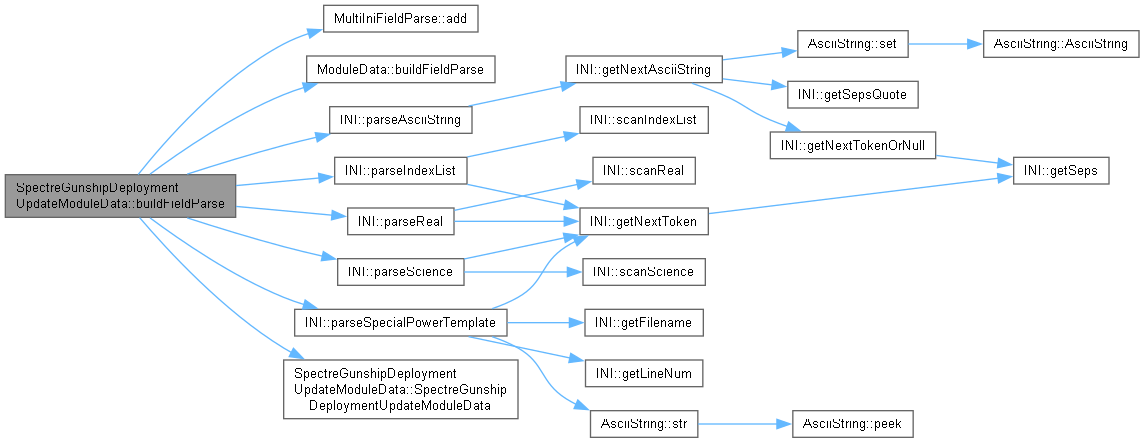 MultiIniFieldParse::add
ModuleData::buildFieldParse
INI::parseAsciiString
INI::parseIndexList
INI::parseReal
INI::parseScience
INI::parseSpecialPowerTemplate
SpectreGunshipDeployment
UpdateModuleData::SpectreGunship
DeploymentUpdateModuleData
SpectreGunshipDeployment
UpdateModuleData::buildFieldParse
INI::getNextAsciiString
INI::scanIndexList
INI::scanReal
INI::getNextToken
INI::scanScience
INI::getFilename
INI::getLineNum
AsciiString::str
AsciiString::set
INI::getSepsQuote
INI::getNextTokenOrNull
AsciiString::peek
AsciiString::AsciiString
INI::getSeps